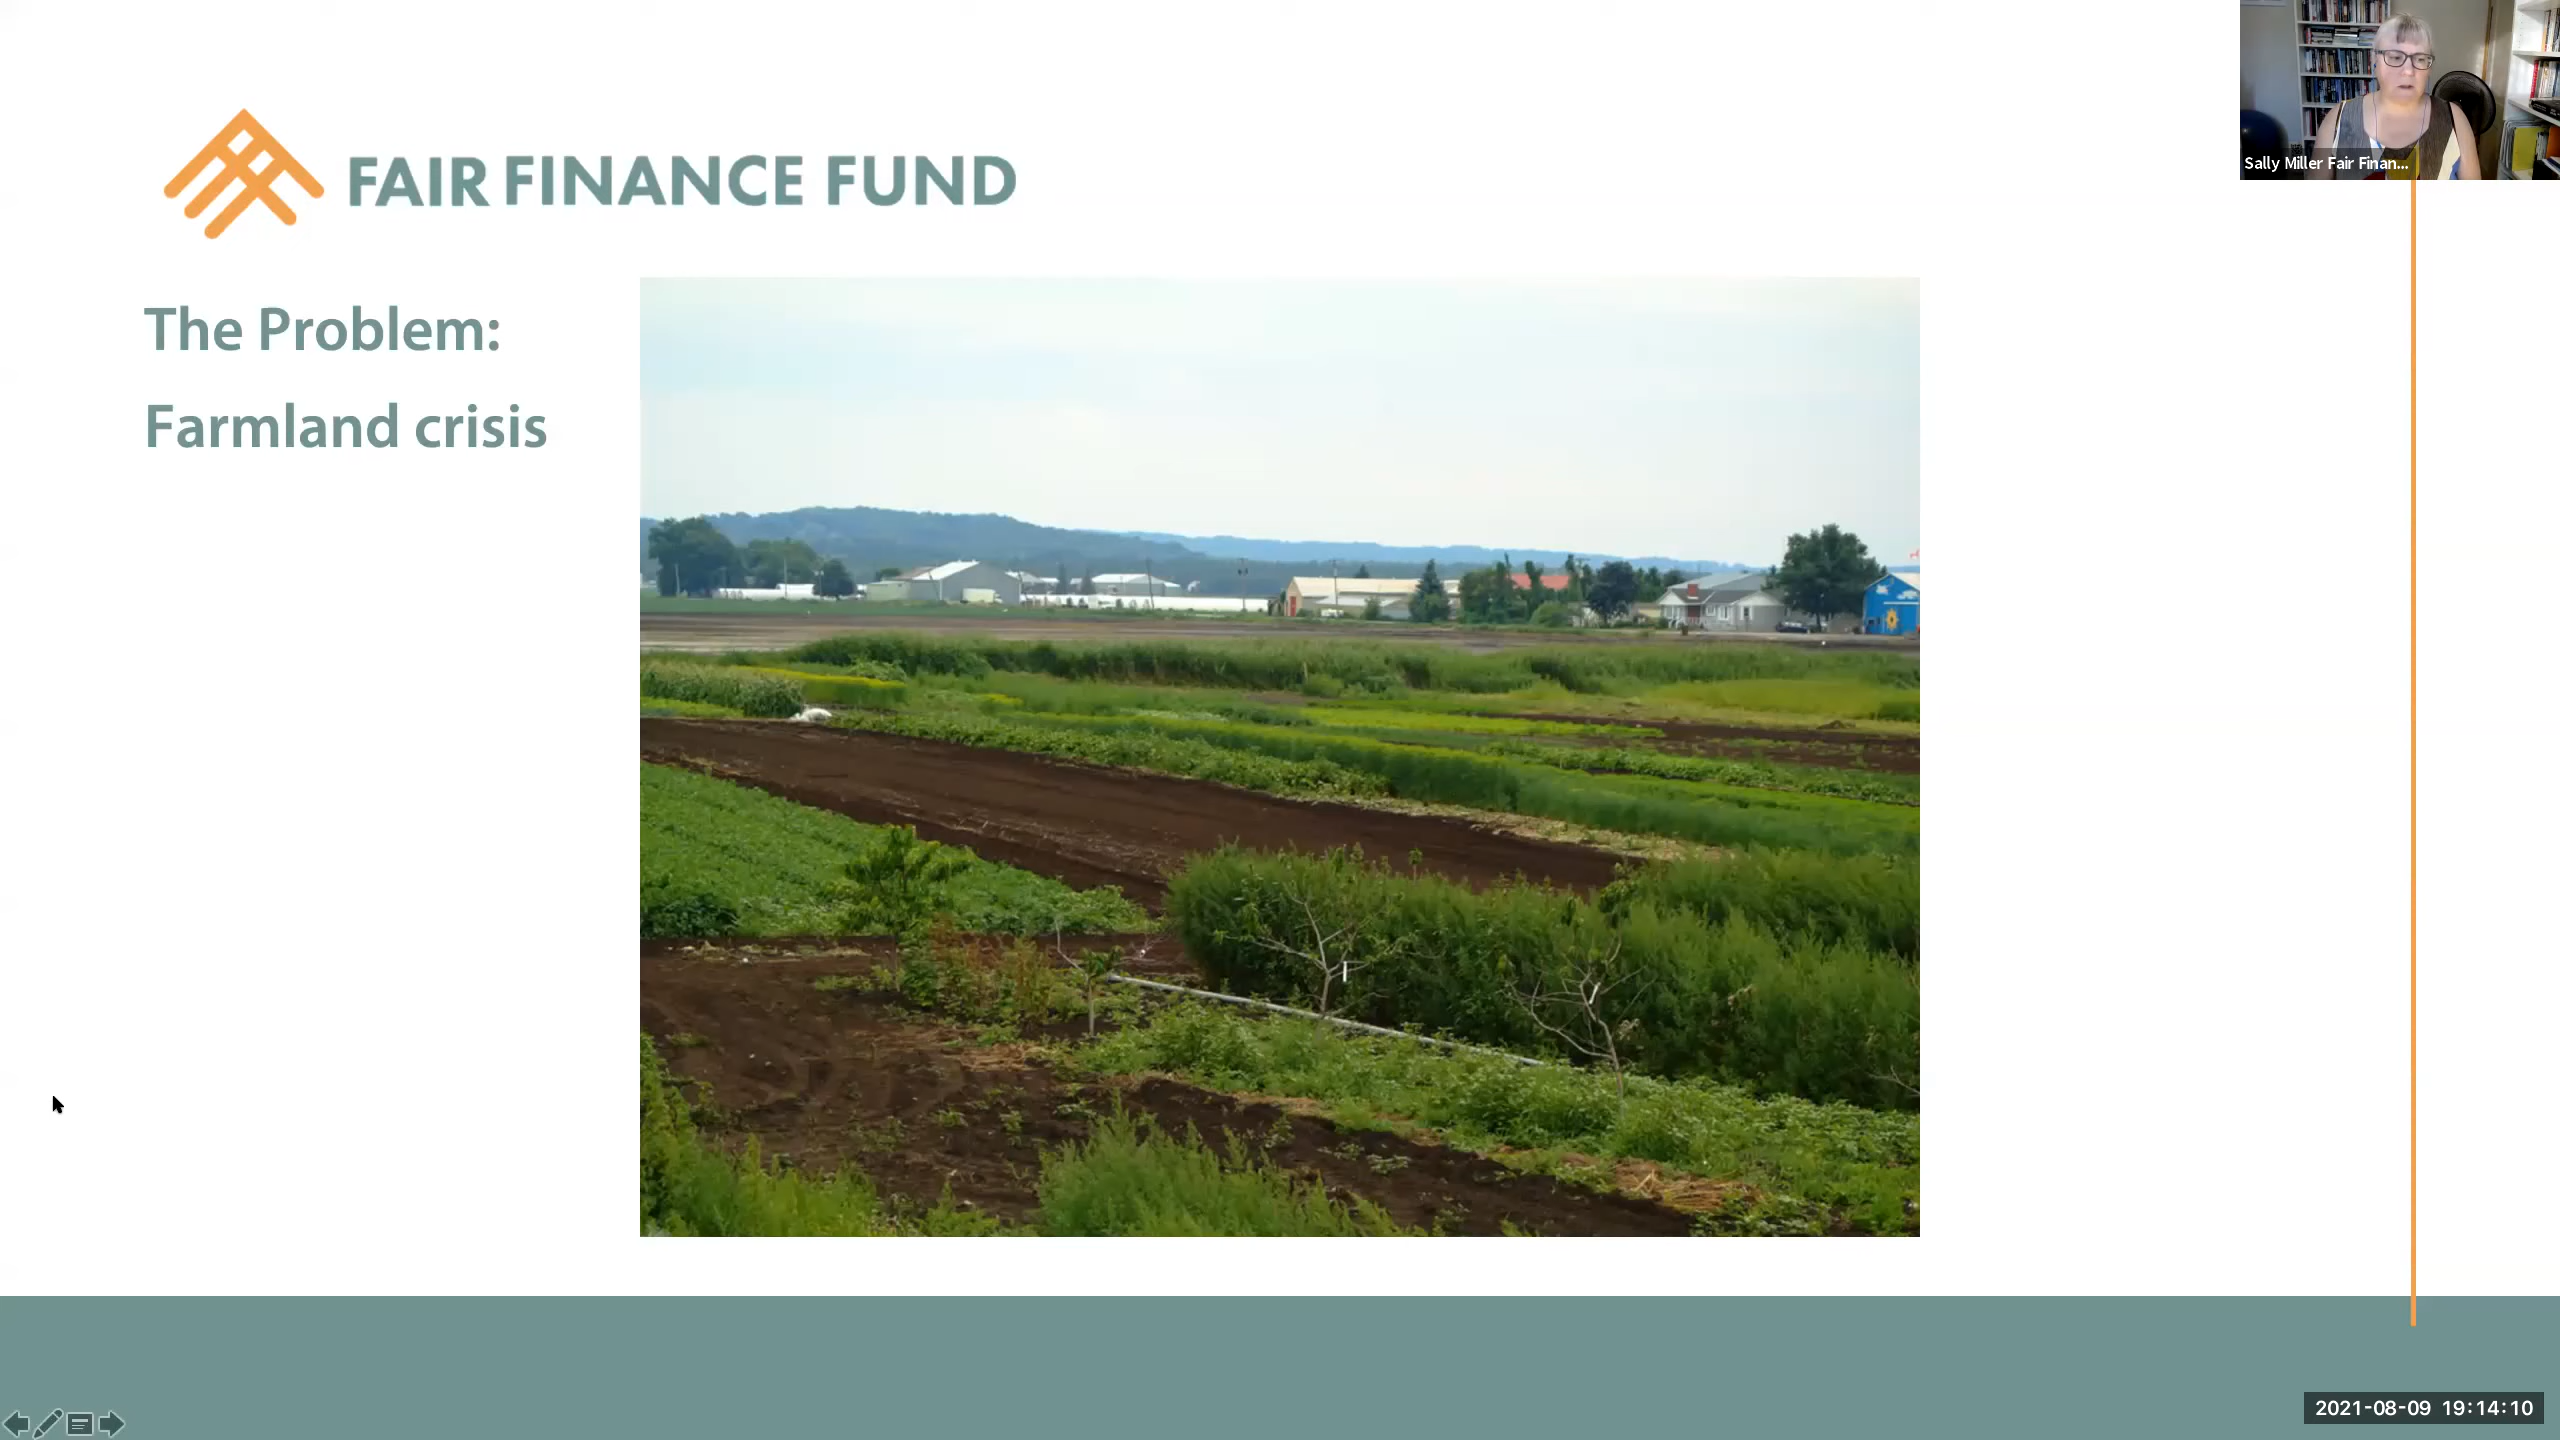 FAIR FINANCE FUND
Sally Miller Fair Finan...
The Problem:
Farmland crisis
2021-08-09 19:14:10